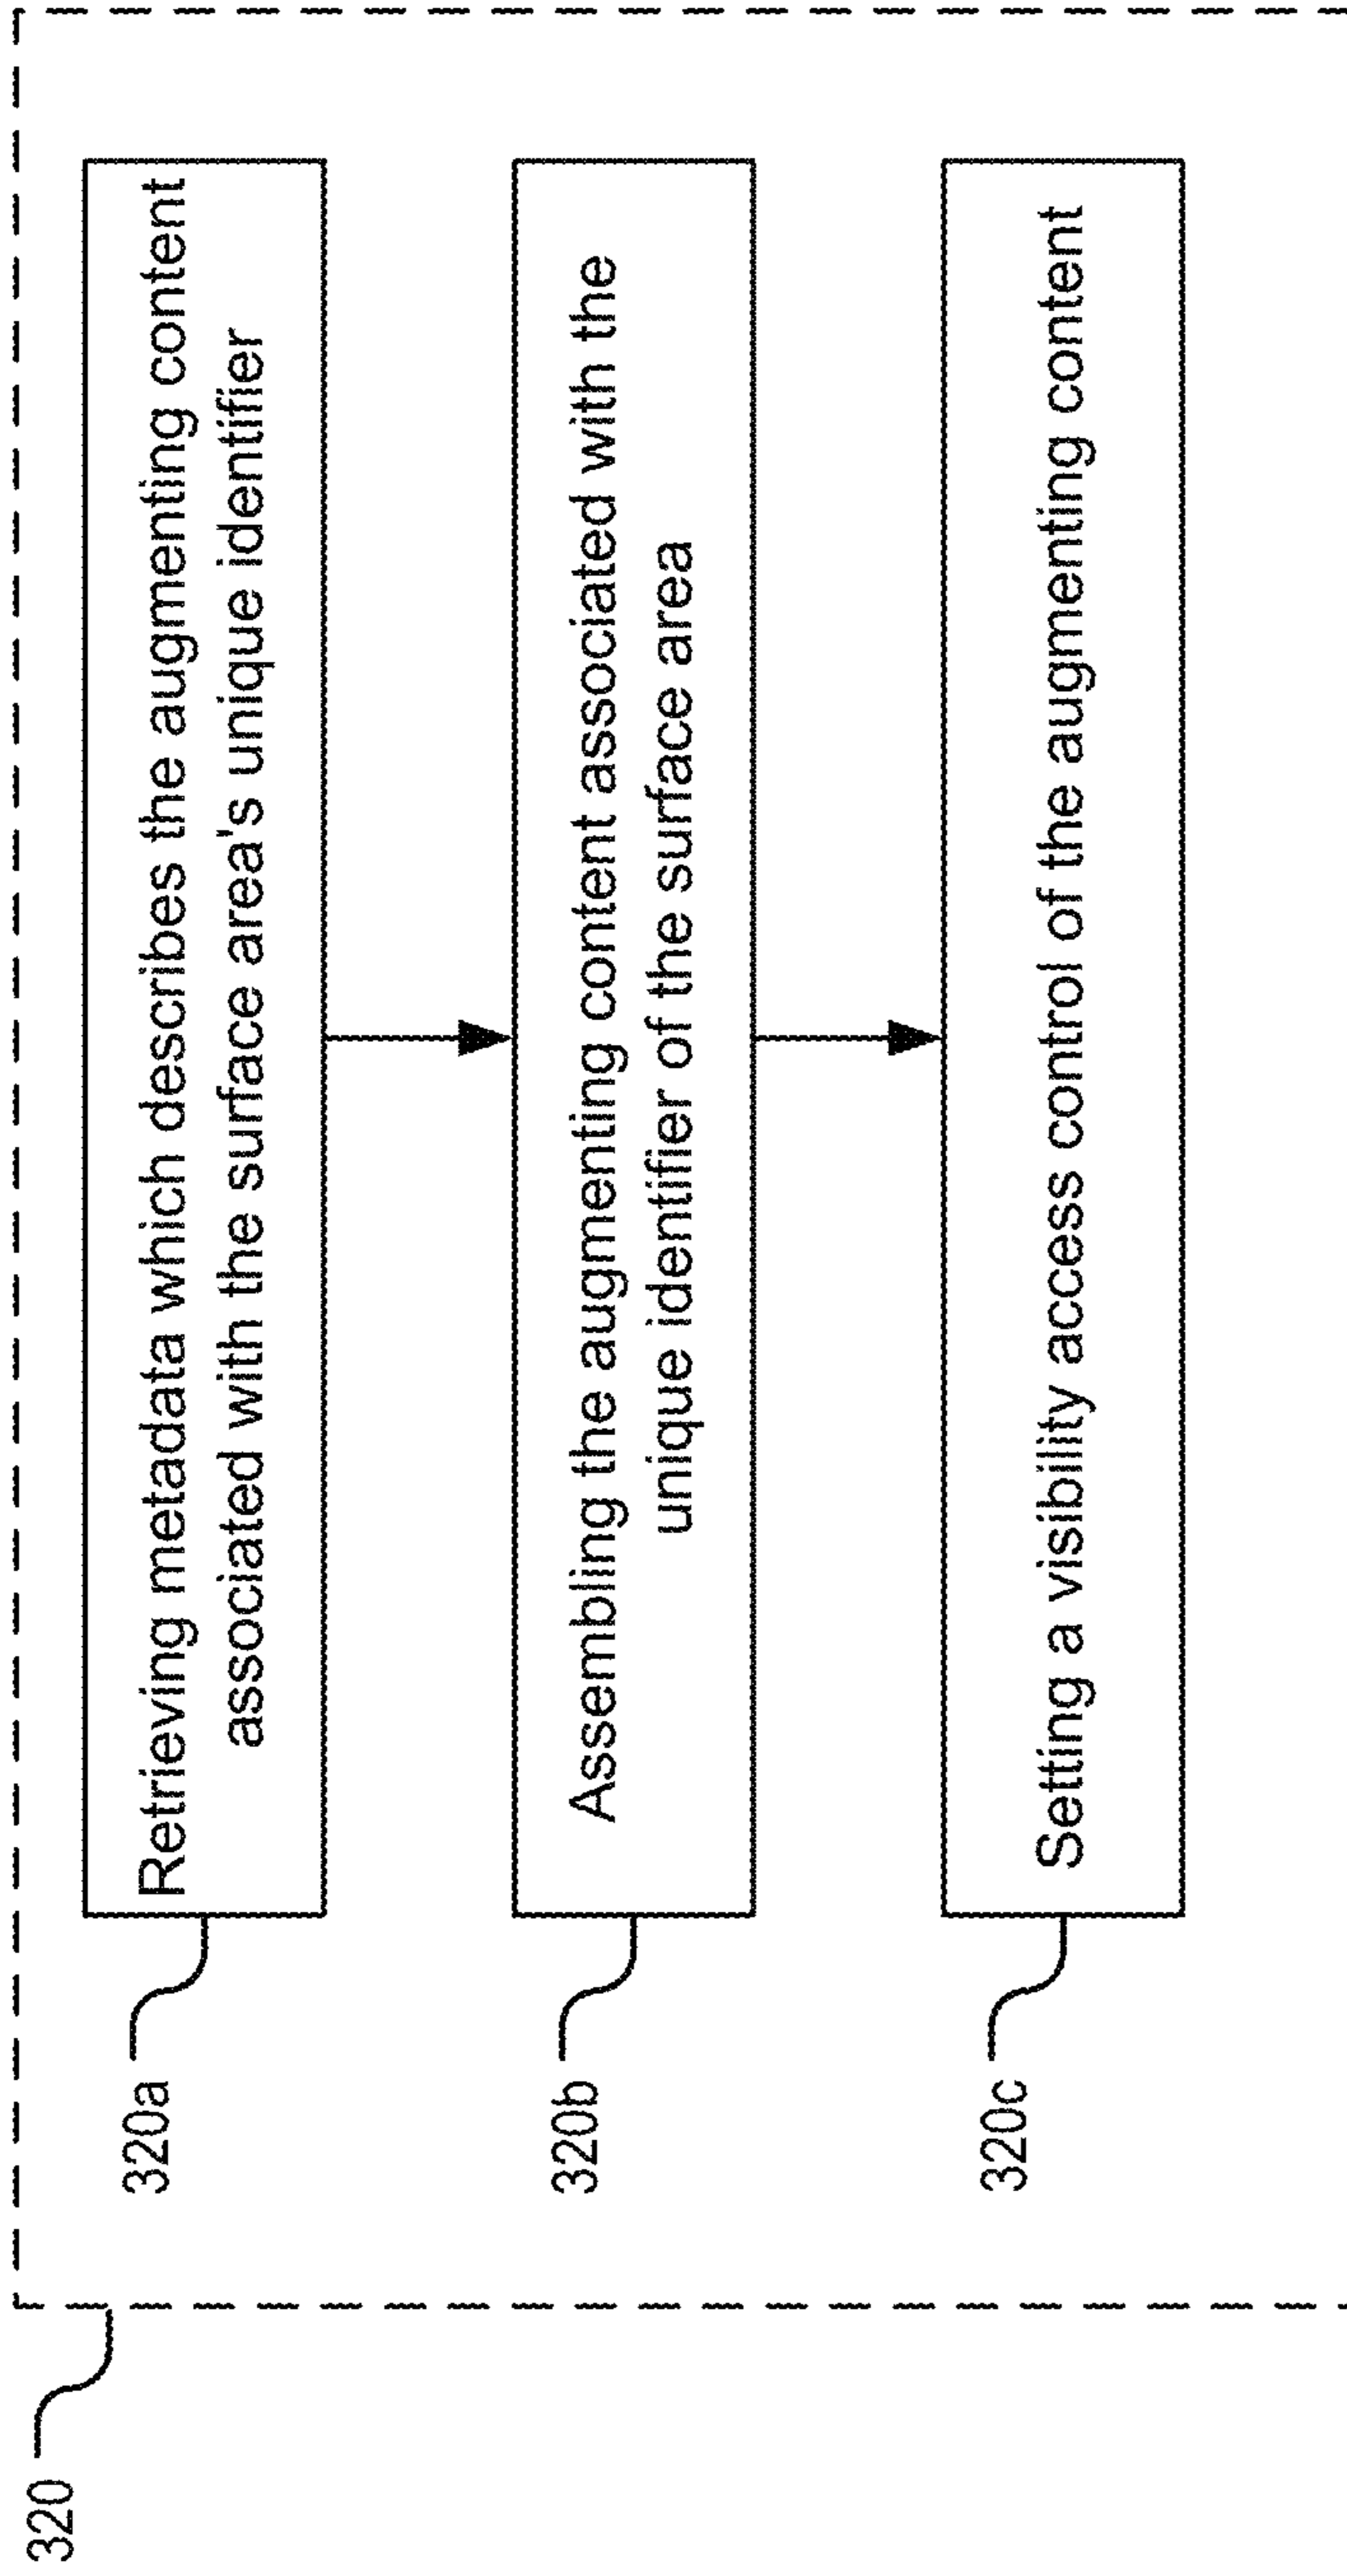 320
320a
Retrieving metadata which describes the augmenting content
associated with the surface area's unique identifier
320b
Assembling the augmenting content associated with the
unique identifier of the surface area
320c
Setting a visibility access control of the augmenting content